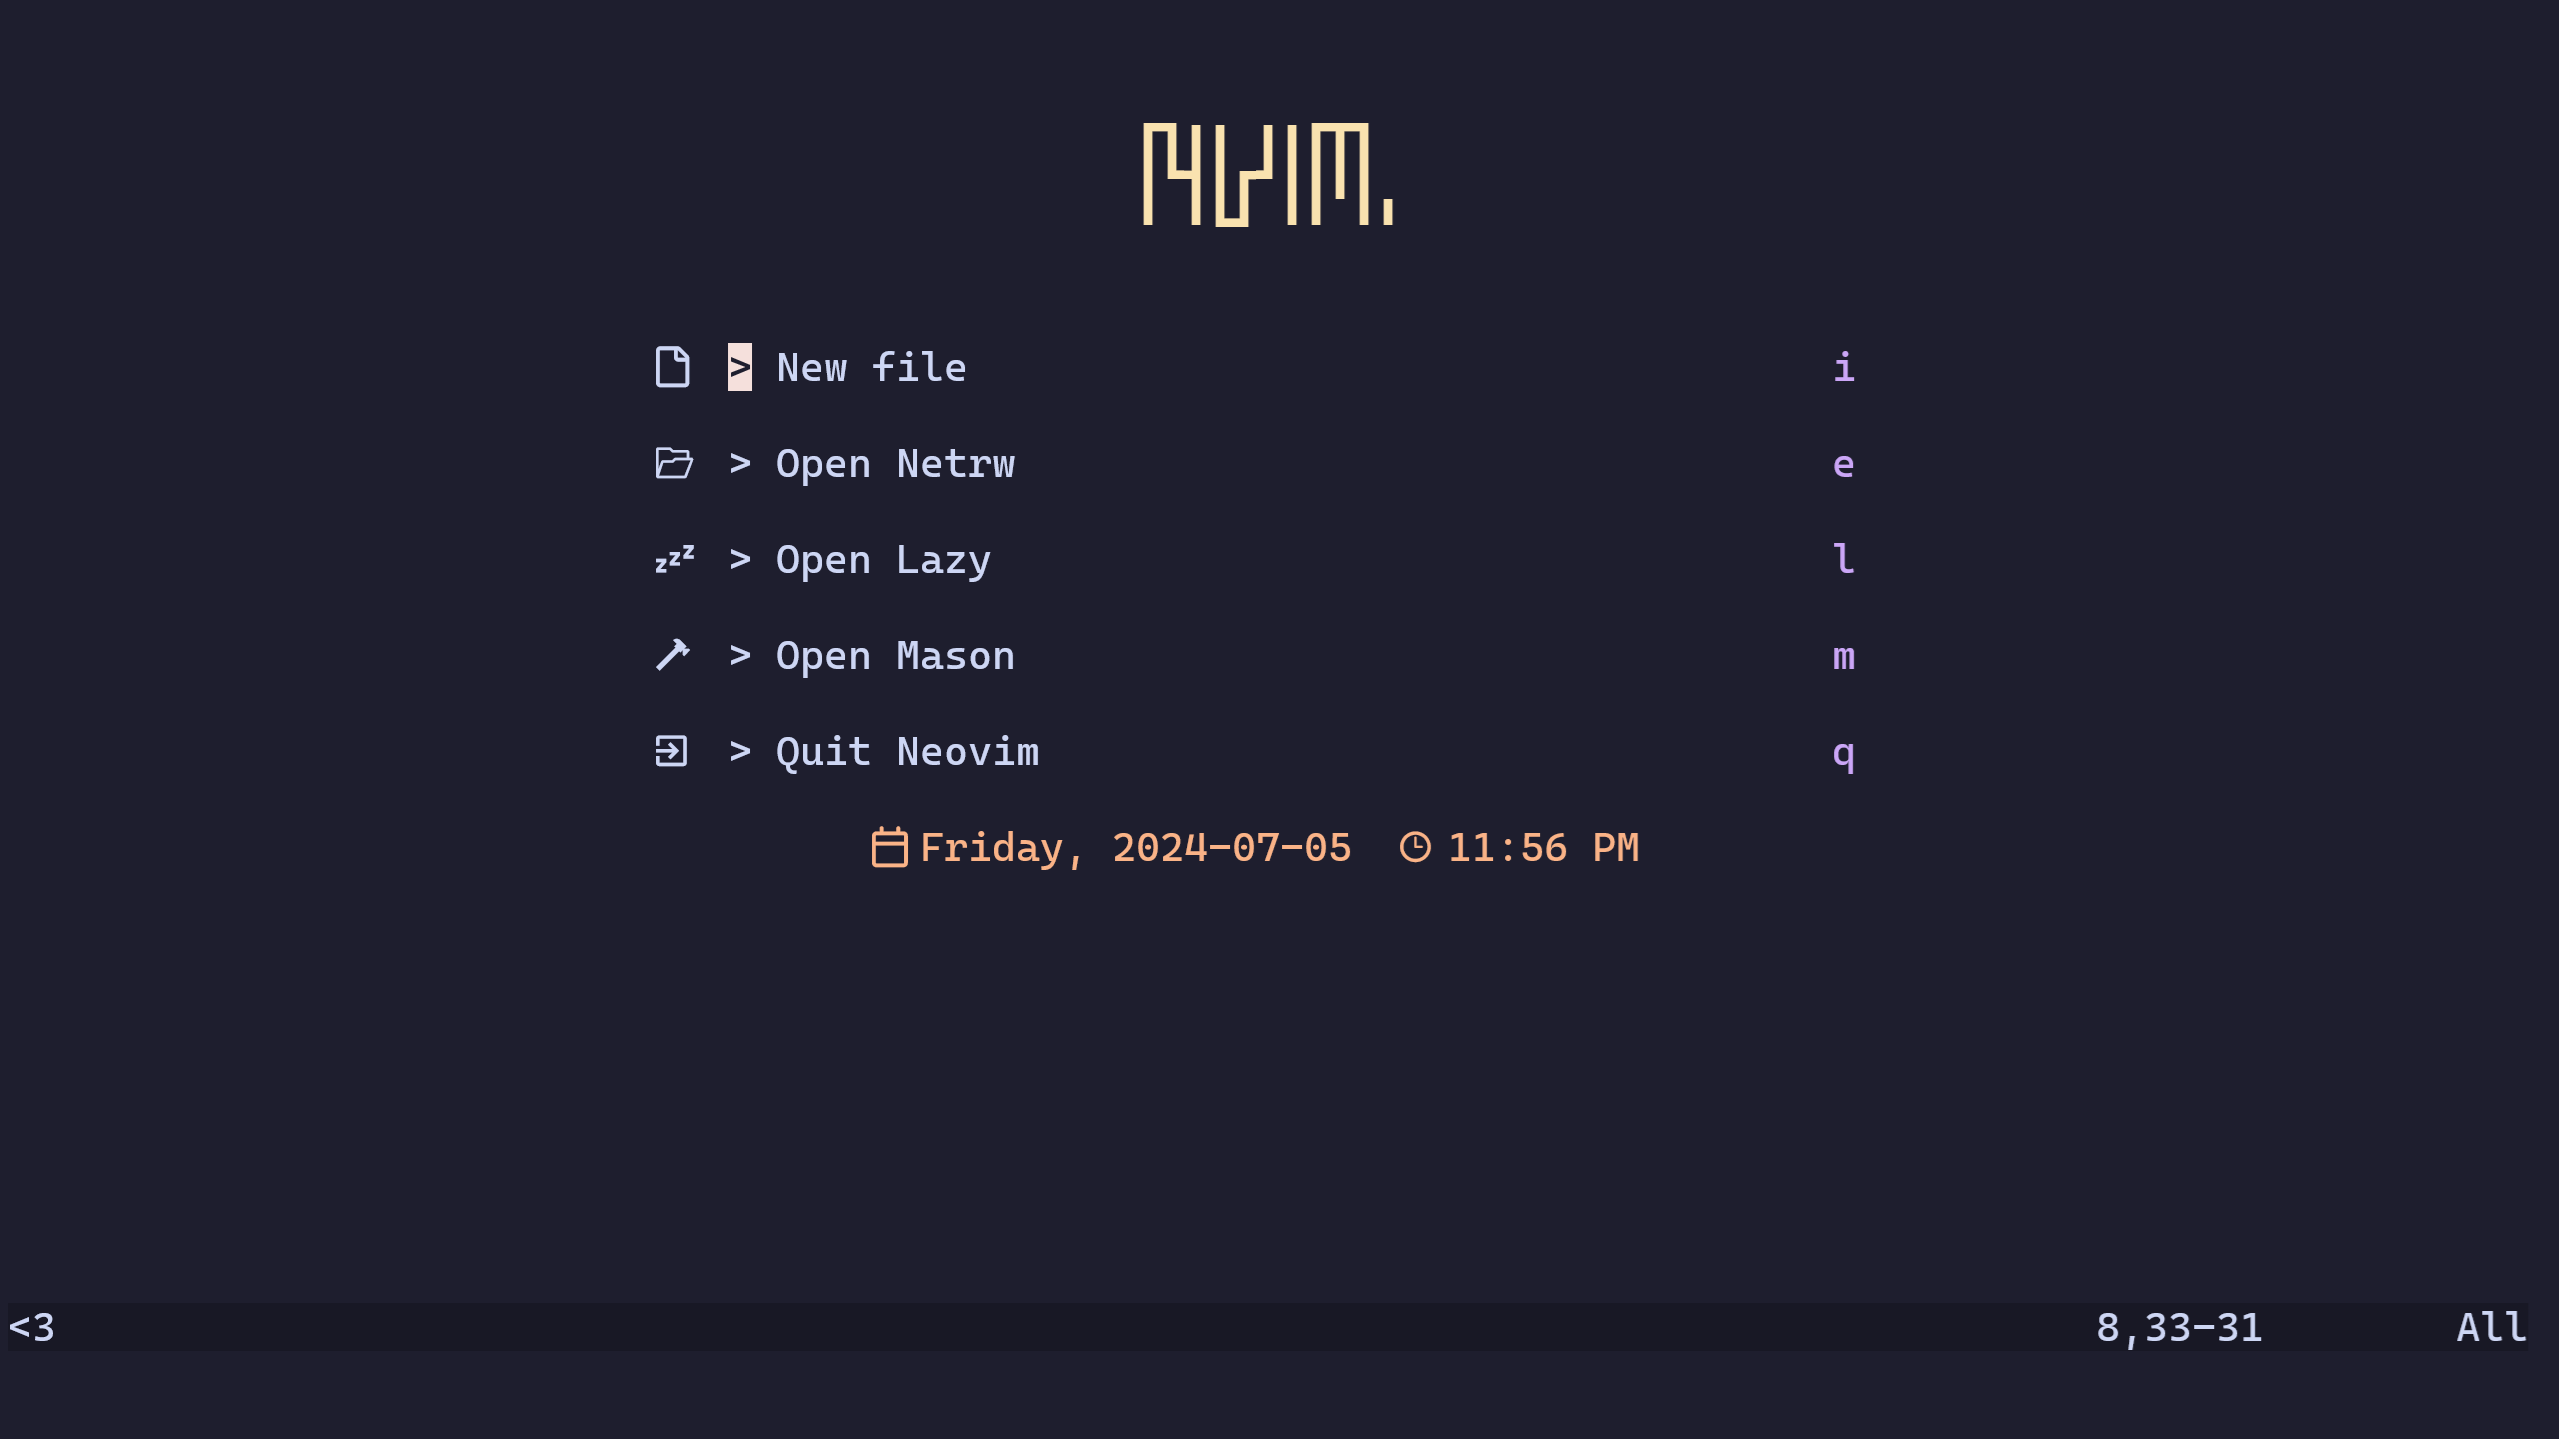 NVIM.
> New file i
> Open Netrw e
zzz > Open Lazy l
> Open Mason m
> Quit Neovim q
Friday, 2024-07-05 11:56 PM
<3 8,33-31 All